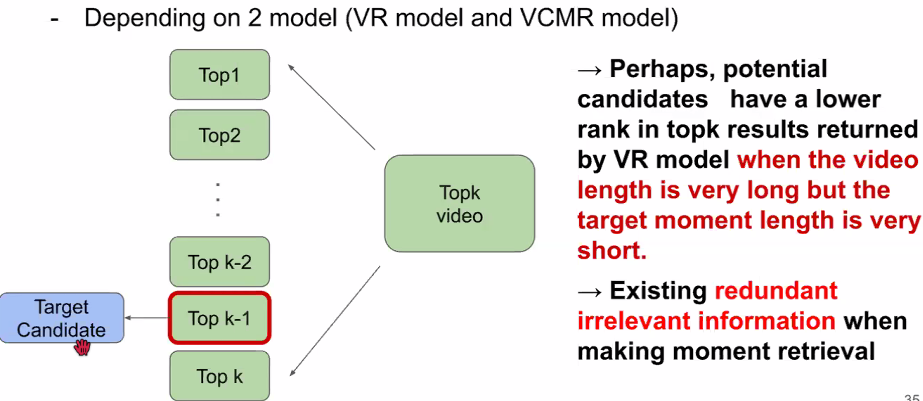 - Depending on 2 model (VR model and VCMR model)
Top1
Top2
Top k-2
Top k-1
Top k
Target
Candidate
Topk
video
→ Perhaps, potential
candidates have a lower
rank in topk results returned
by VR model when the video
length is very long but the
target moment length is very
short.
→ Existing redundant
irrelevant information when
making moment retrieval
35